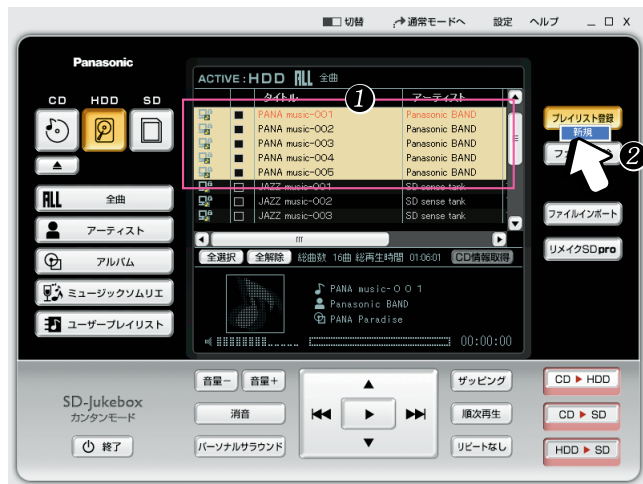 切替 通常モードへ 設定 ヘルプ
Panasonic
CD HDD SD
ALL 全曲
アーティスト
アルバム
ミュージックソムリエ
ユーザープレイリスト
ACTIVE:HDD ALL 全曲
タイトル アーティスト
PANA music-001 Panasonic BAND
PANA music-002 Panasonic BAND
PANA music-003 Panasonic BAND
PANA music-004 Panasonic BAND
PANA music-005 Panasonic BAND
JAZZ music-001 SD sense tank
JAZZ music-002 SD sense tank
JAZZ music-003 SD sense tank
1
全選択 全解除 総曲数 16曲 総再生時間 01:06:01 CD情報取得
PANA music-001
Panasonic BAND
PANA Paradise
00:00:00
プレイリスト登録
新規
2
ファイルインポート
リメイクSDpro
SD-Jukebox
カンタンモード
終了
音量− 音量+
消音
パーソナルサラウンド
ザッピング
順次再生
リピートなし
CD ▶ HDD
CD ▶ SD
HDD ▶ SD